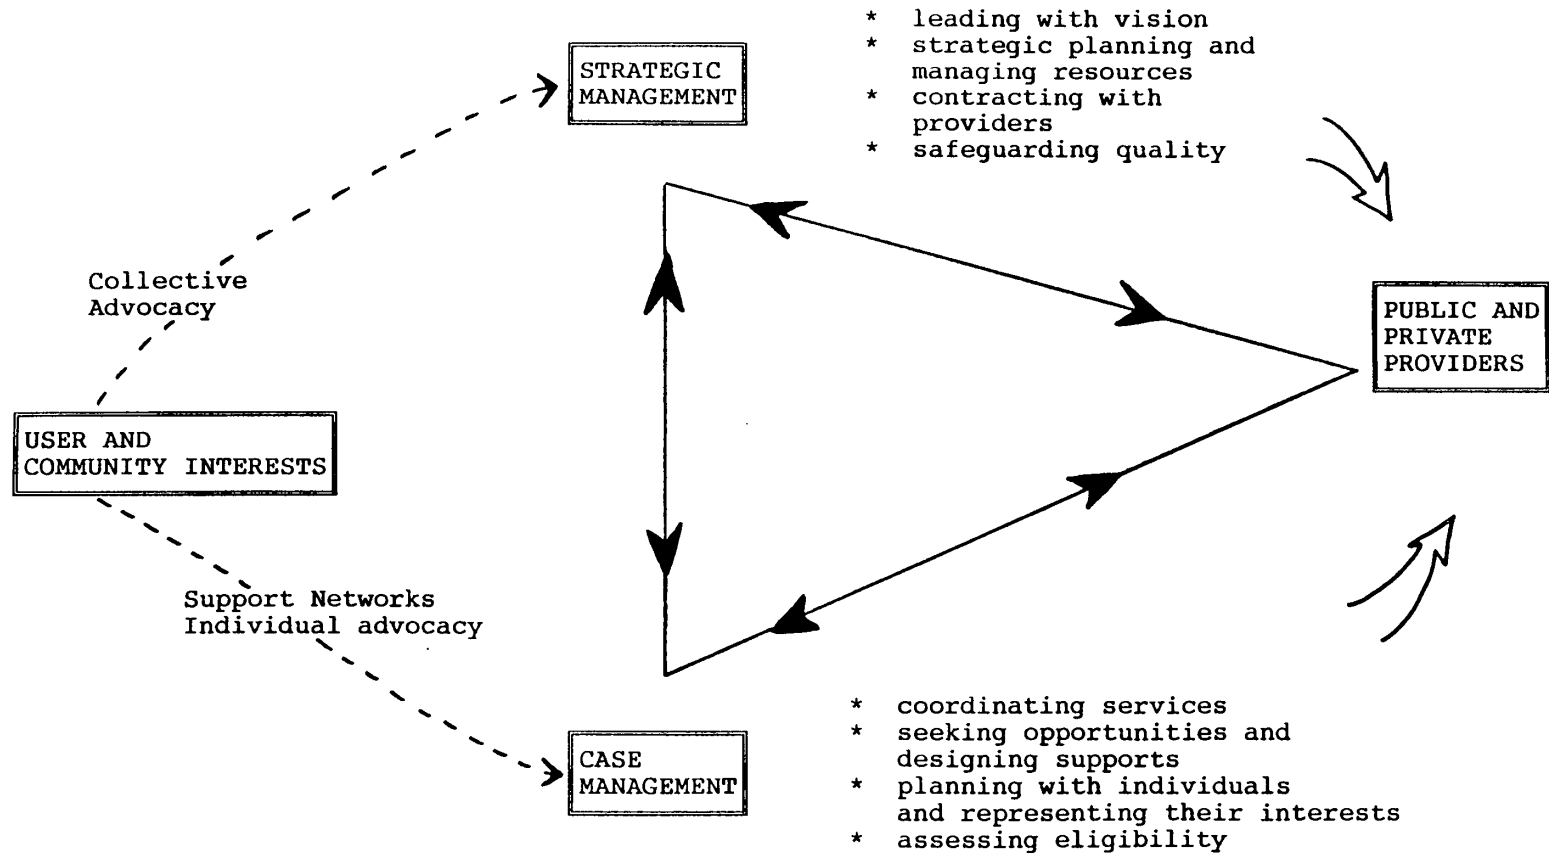 * leading with vision
* strategic planning and
managing resources
* contracting with
providers
* safeguarding quality
STRATEGIC
MANAGEMENT
Collective
Advocacy
PUBLIC AND
PRIVATE
PROVIDERS
USER AND
COMMUNITY INTERESTS
Support Networks
Individual advocacy
CASE
MANAGEMENT
* coordinating services
* seeking opportunities and
designing supports
* planning with individuals
and representing their interests
* assessing eligibility